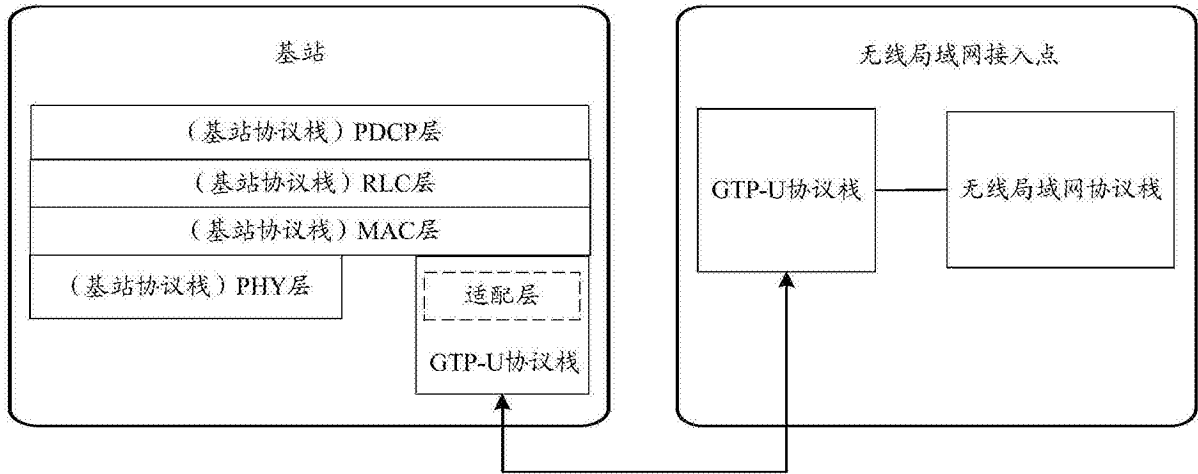 基站
（基站协议栈）PDCP层
（基站协议栈）RLC层
（基站协议栈）MAC层
（基站协议栈）PHY层
适配层
GTP-U协议栈
无线局域网接入点
GTP-U协议栈
无线局域网协议栈